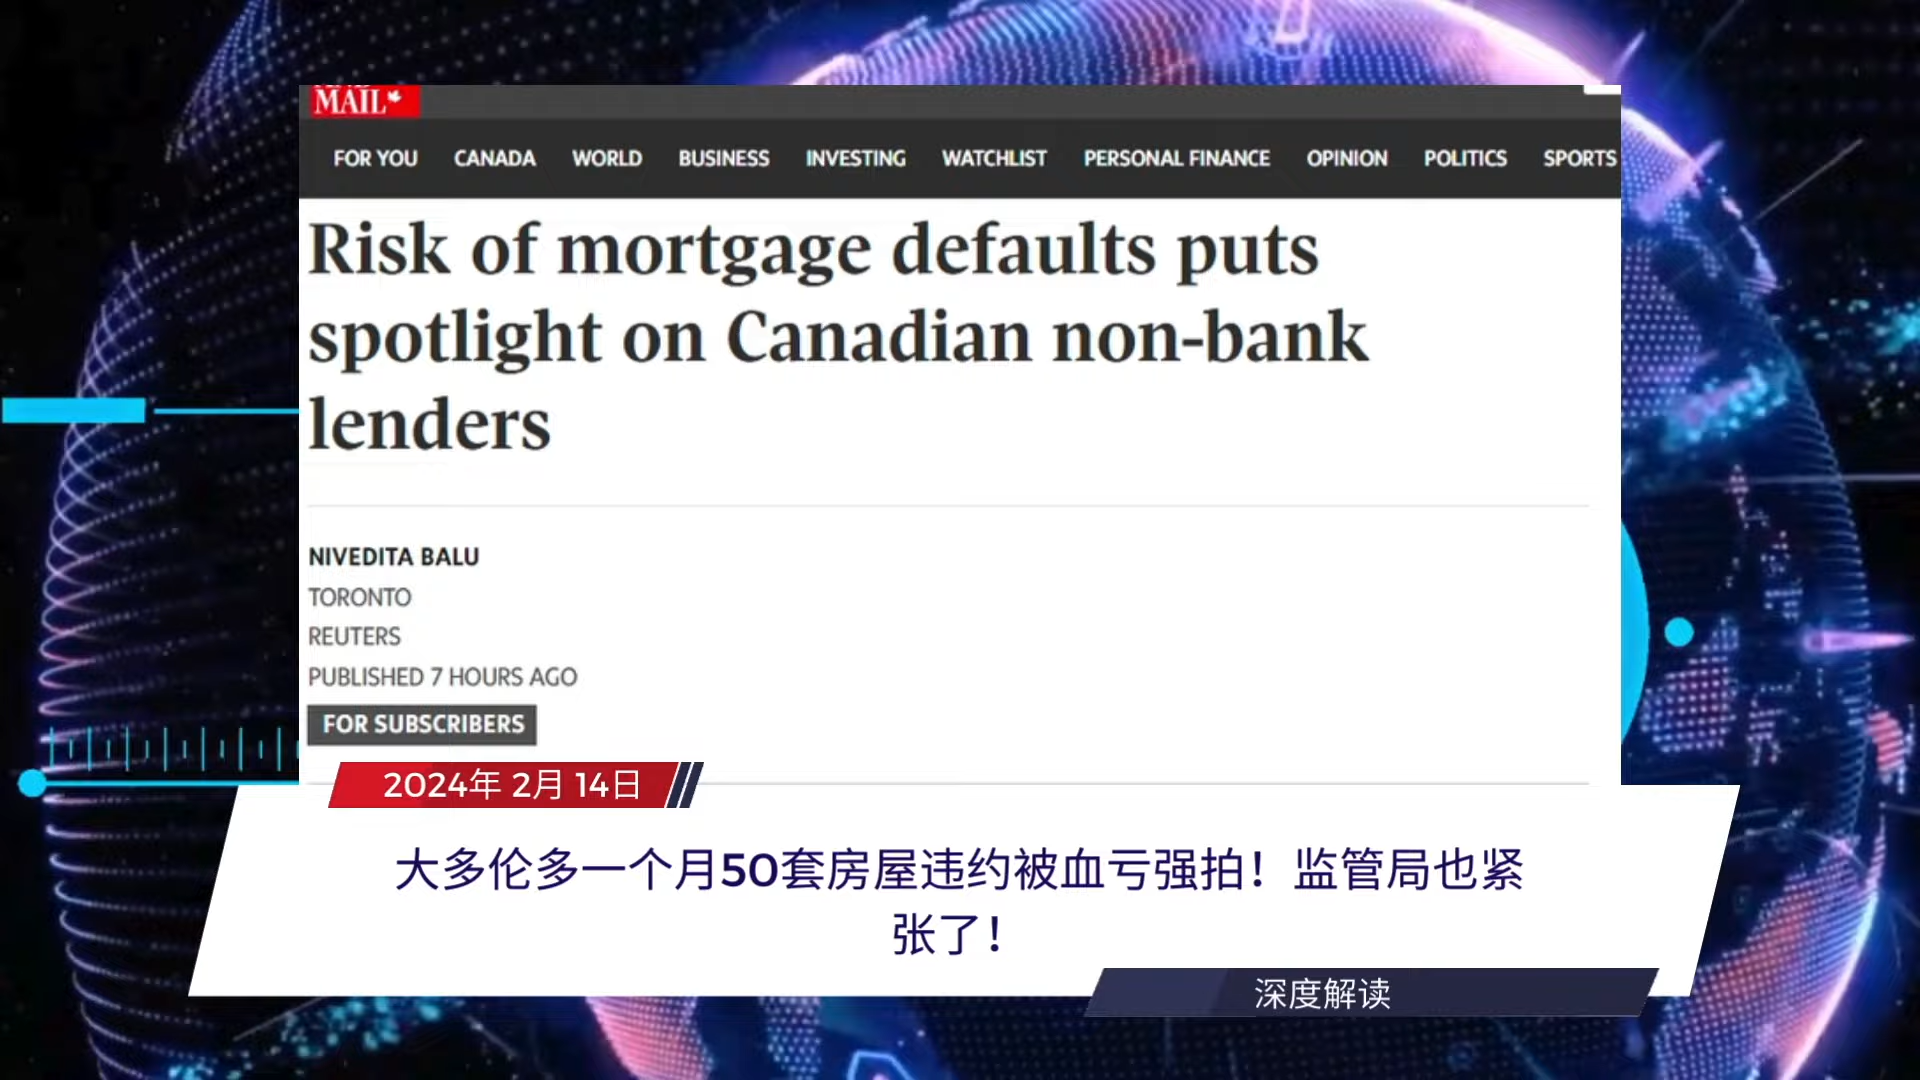 MAIL
FOR YOU CANADA WORLD BUSINESS INVESTING WATCHLIST PERSONAL FINANCE OPINION POLITICS SPORTS
Risk of mortgage defaults puts
spotlight on Canadian non-bank
lenders
NIVEDITA BALU
TORONTO
REUTERS
PUBLISHED 7 HOURS AGO
FOR SUBSCRIBERS
2024年 2月 14日
大多伦多一个月50套房屋违约被血亏强拍！监管局也紧
张了！
深度解读